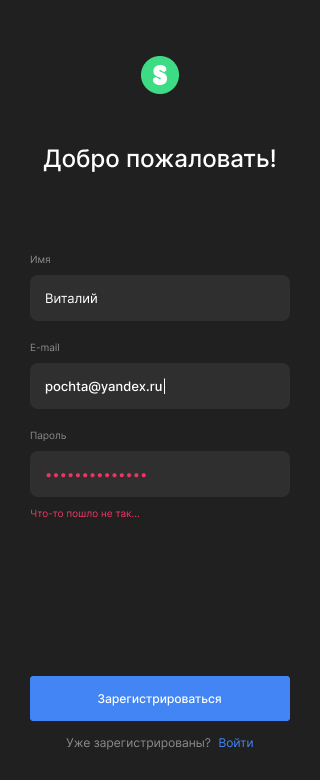 S
Добро пожаловать!
Имя
Виталий
E-mail
pochta@yandex.ru
Пароль
••••••••••••••
Что-то пошло не так...
Зарегистрироваться
Уже зарегистрированы? Войти